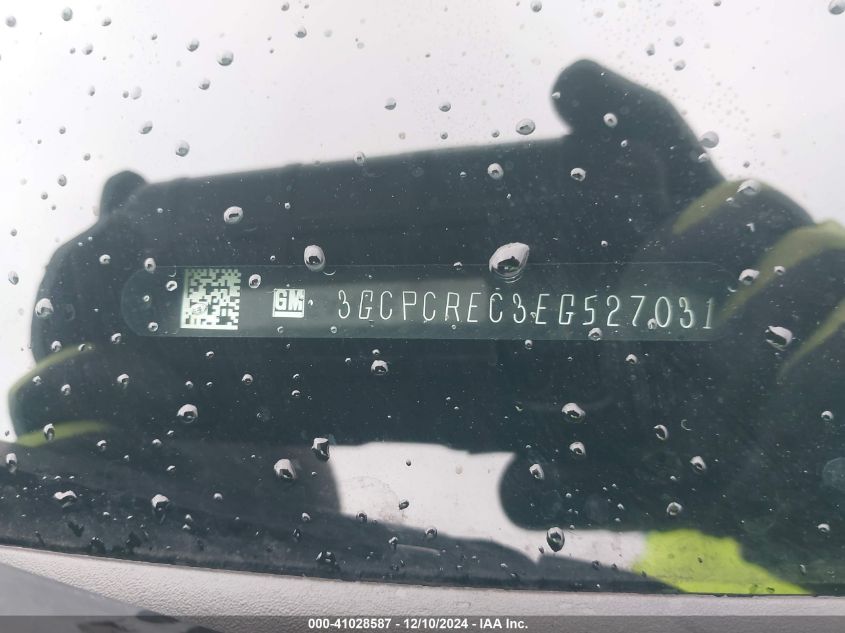 GM 3GCPCREC3EG527031
000-41028587 - 12/10/2024 - IAA Inc.